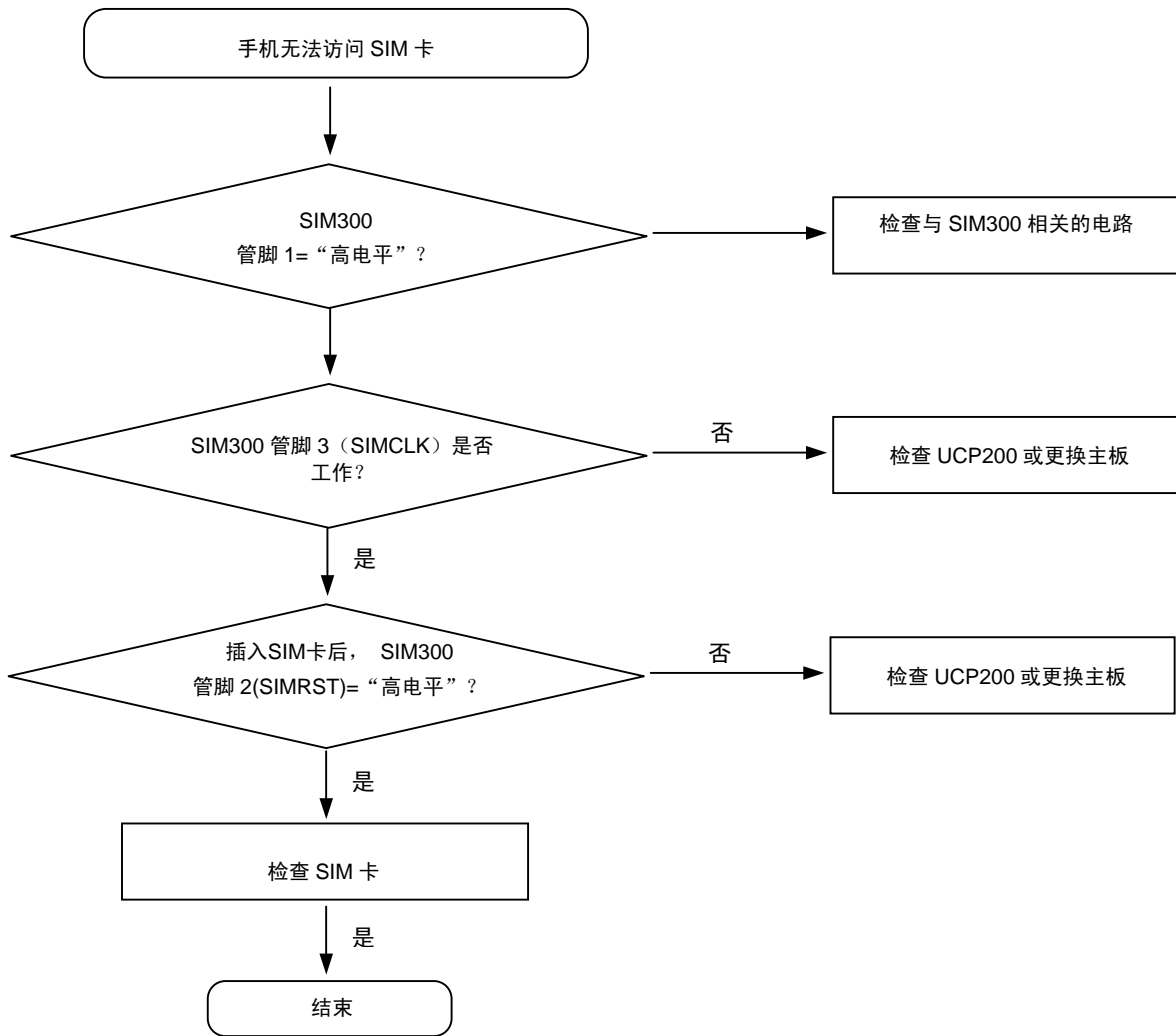 手机无法访问 SIM 卡
SIM300
管脚 1=“高电平”?
检查与 SIM300 相关的电路
SIM300 管脚 3（SIMCLK）是否
工作?
否
检查 UCP200 或更换主板
是
插入SIM卡后， SIM300
管脚 2(SIMRST)=“高电平”?
否
检查 UCP200 或更换主板
是
检查 SIM 卡
是
结束